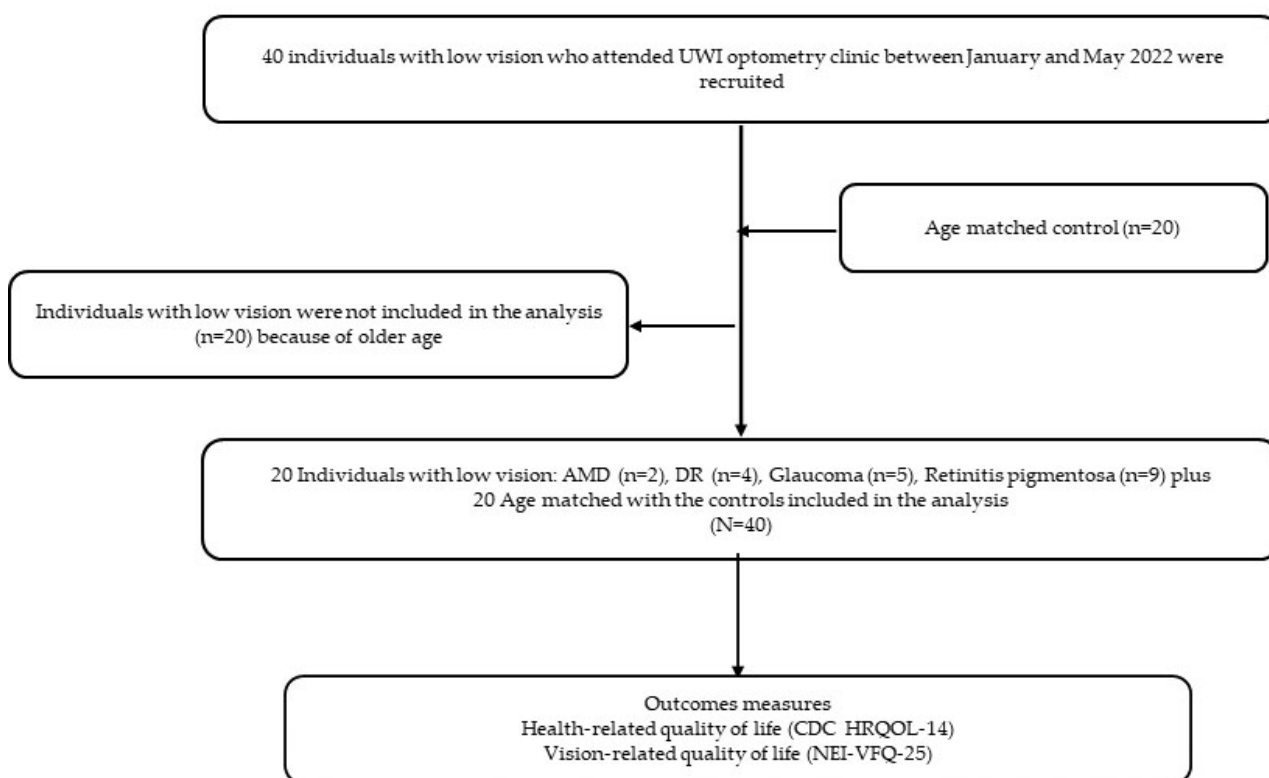 40 individuals with low vision who attended UWI optometry clinic between January and May 2022 were
recruited
Age matched control (n=20)
Individuals with low vision were not included in the analysis
(n=20) because of older age
20 Individuals with low vision: AMD (n=2), DR (n=4), Glaucoma (n=5), Retinitis pigmentosa (n=9) plus
20 Age matched with the controls included in the analysis
(N=40)
Outcomes measures
Health-related quality of life (CDC HRQOL-14)
Vision-related quality of life (NEI-VFQ-25)